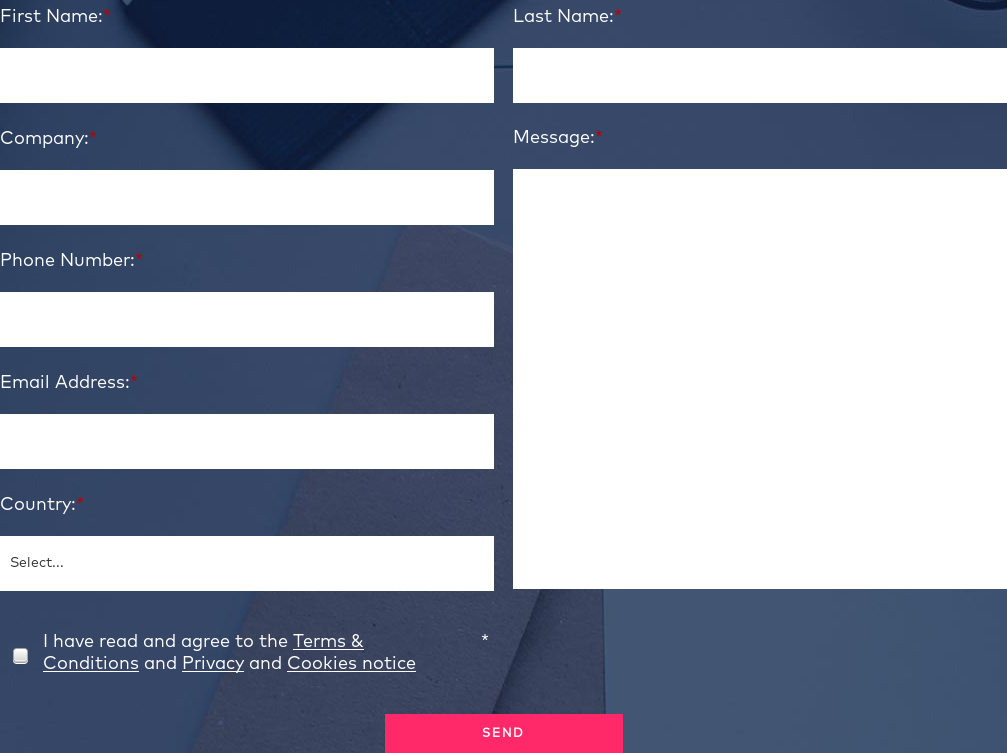 First Name:*
Last Name:*
Company:*
Message:*
Phone Number:*
Email Address:*
Country:*
Select...
I have read and agree to the Terms & *
Conditions and Privacy and Cookies notice
SEND